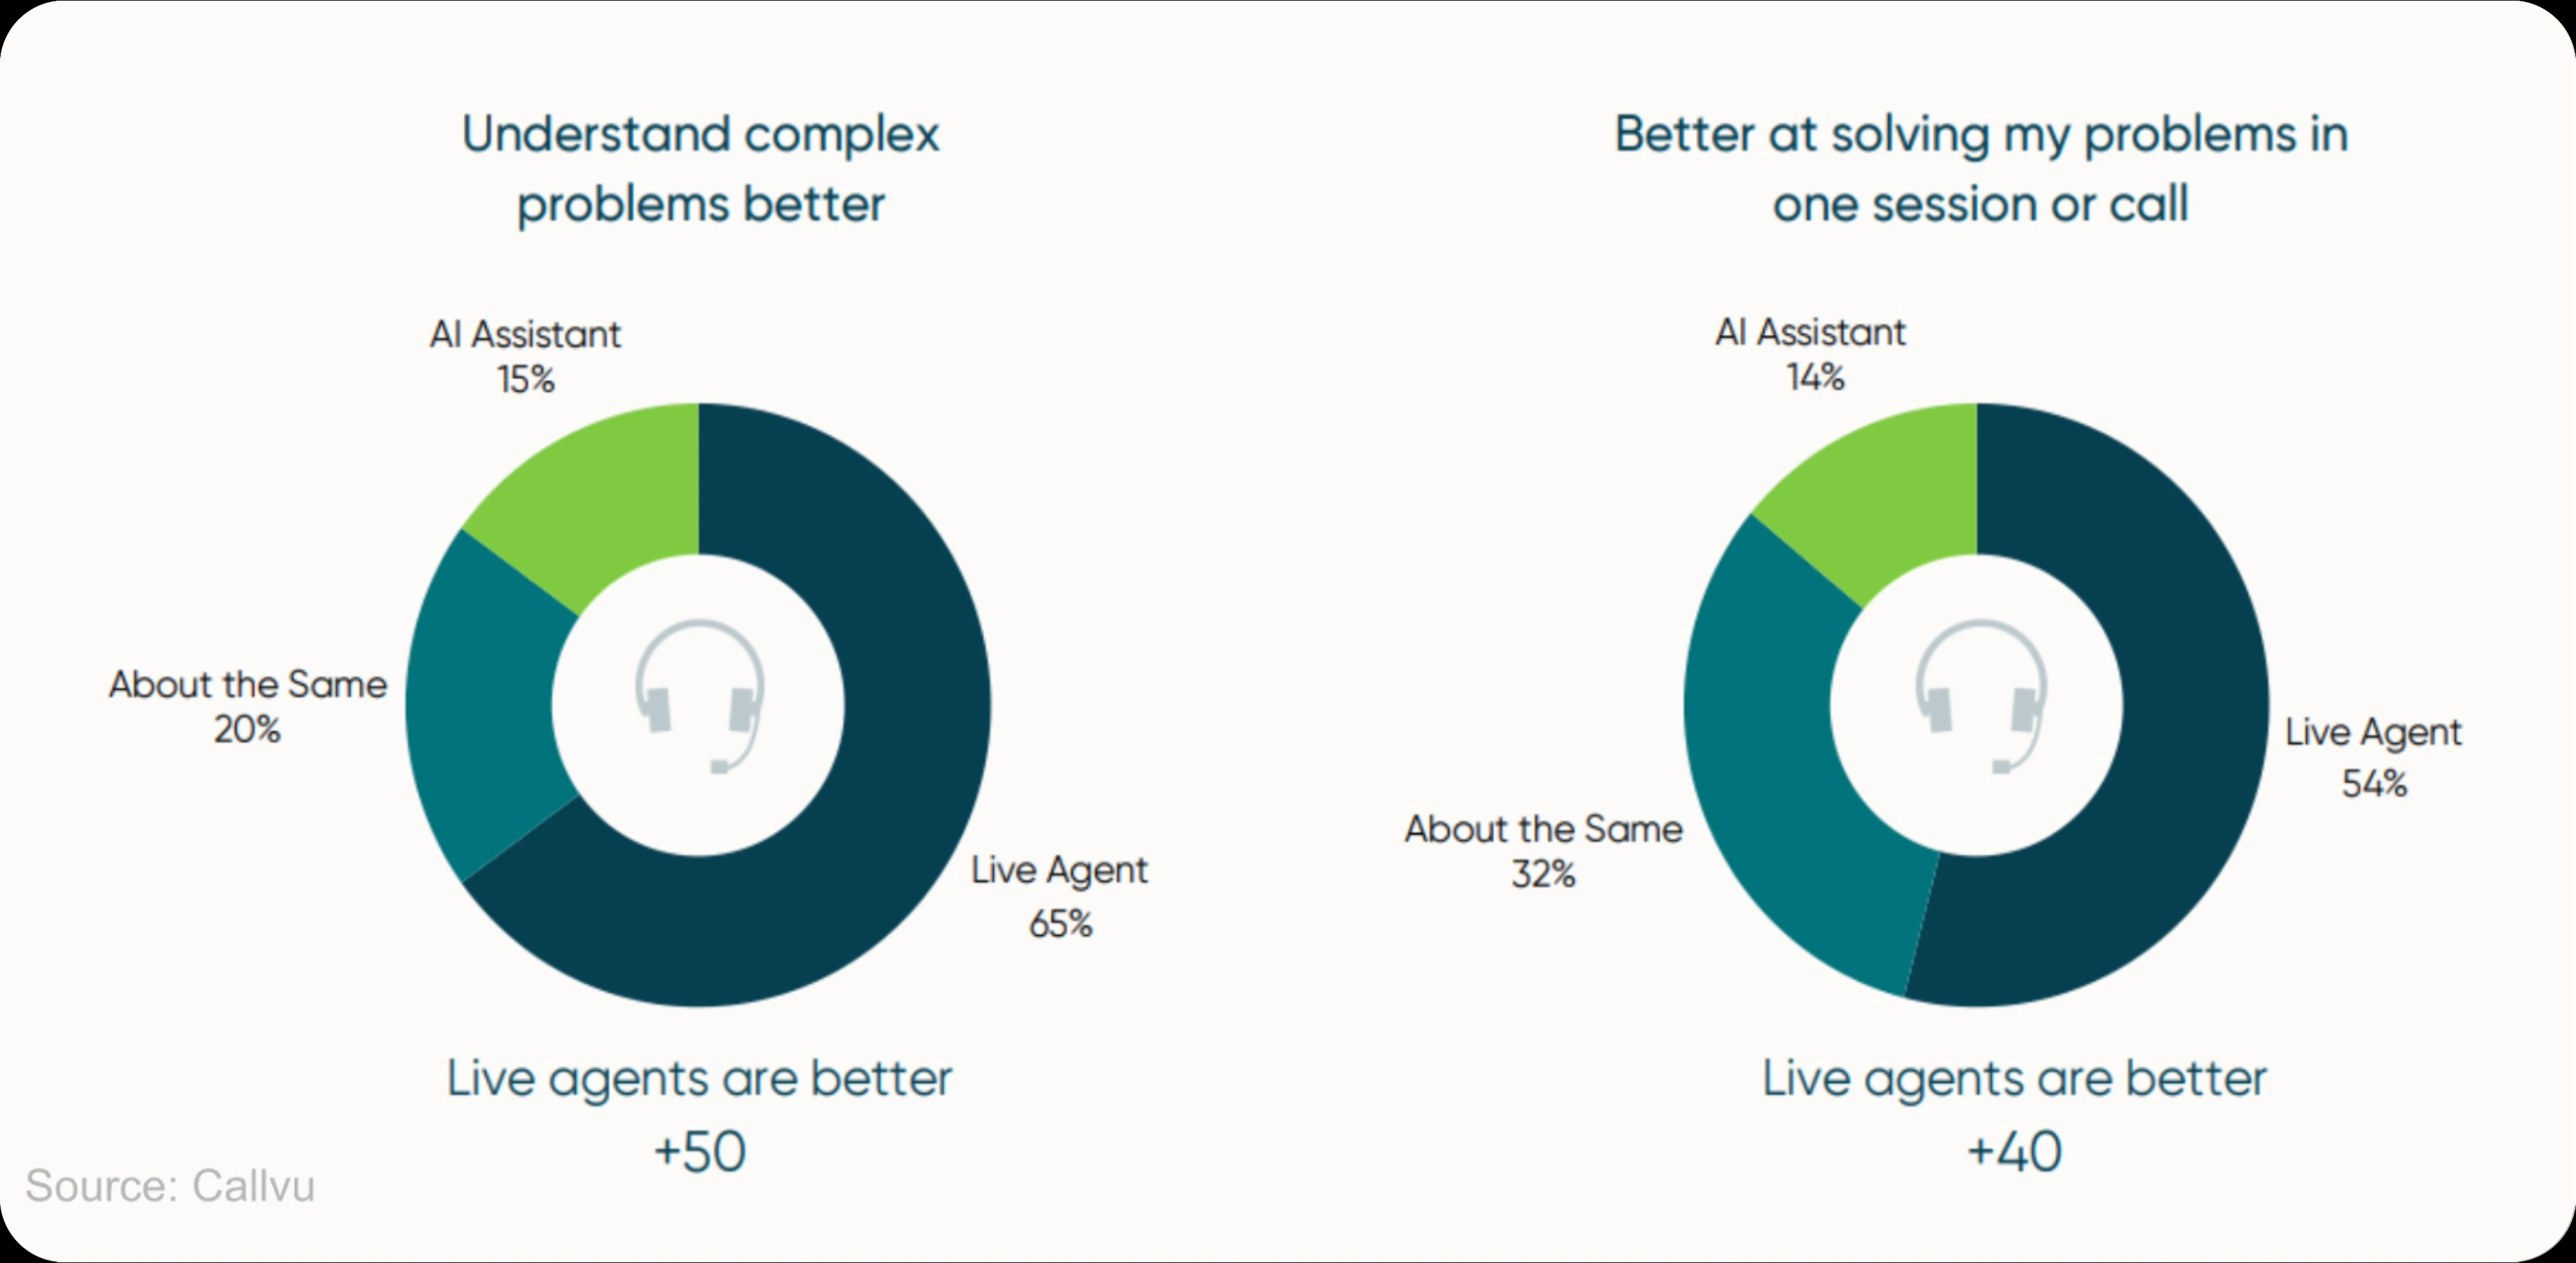 Understand complex
problems better
AI Assistant
15%
About the Same
20%
Live Agent
65%
Live agents are better
+50
Better at solving my problems in
one session or call
AI Assistant
14%
About the Same
32%
Live Agent
54%
Live agents are better
+40
Source: Callvu